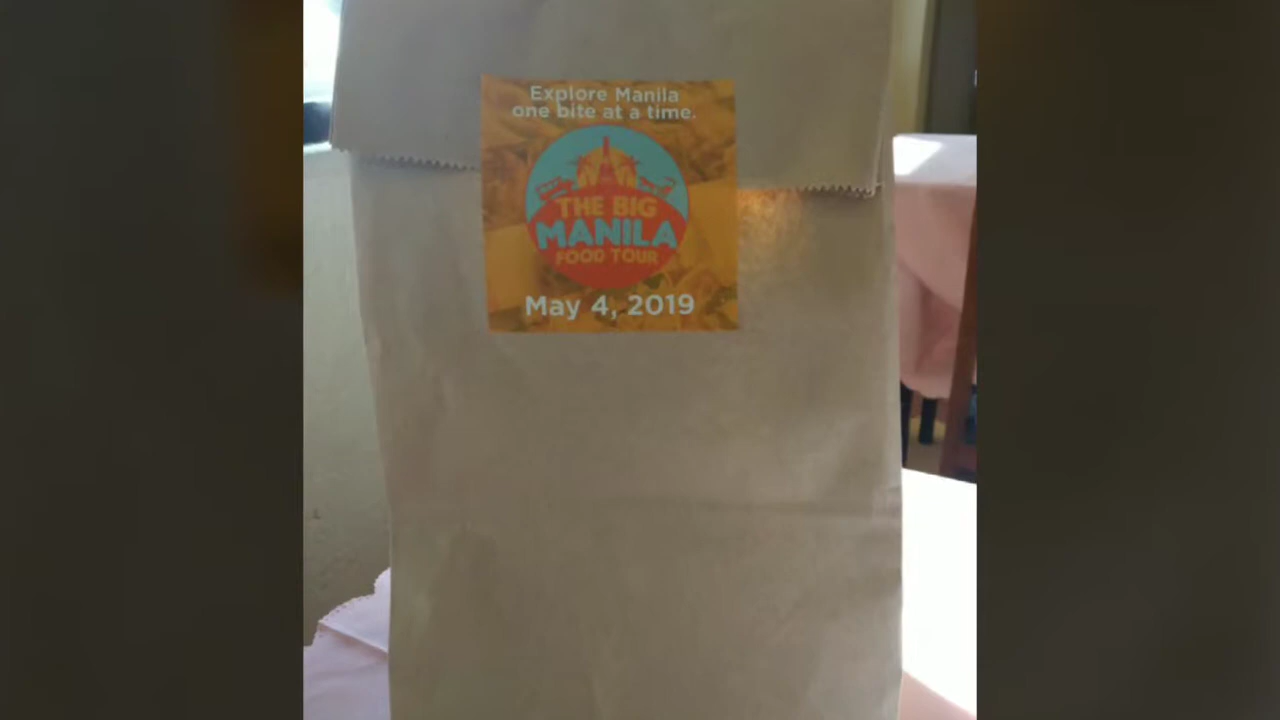 Explore Manila
one bite at a time.
THE BIG
MANILA
FOOD TOUR
May 4, 2019